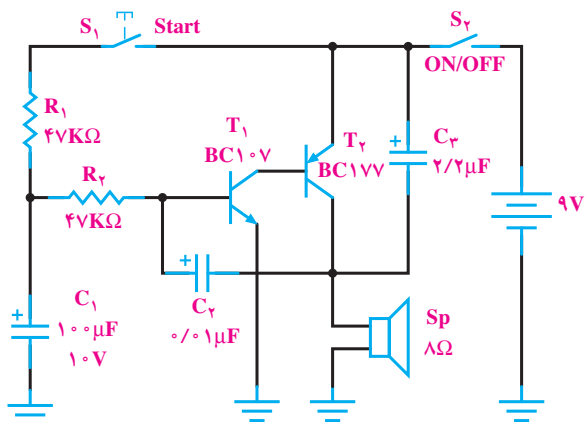 S۱ Start
S۲
ON/OFF
R۱
۴۷KΩ
T۱
BC۱۰۷
T۲
BC۱۷۷
C۳
+
۲/۲μF
R۲
۴۷KΩ
۹V
+
C۲
۰/۰۱μF
+
C۱
۱۰۰μF
۱۰V
Sp
۸Ω